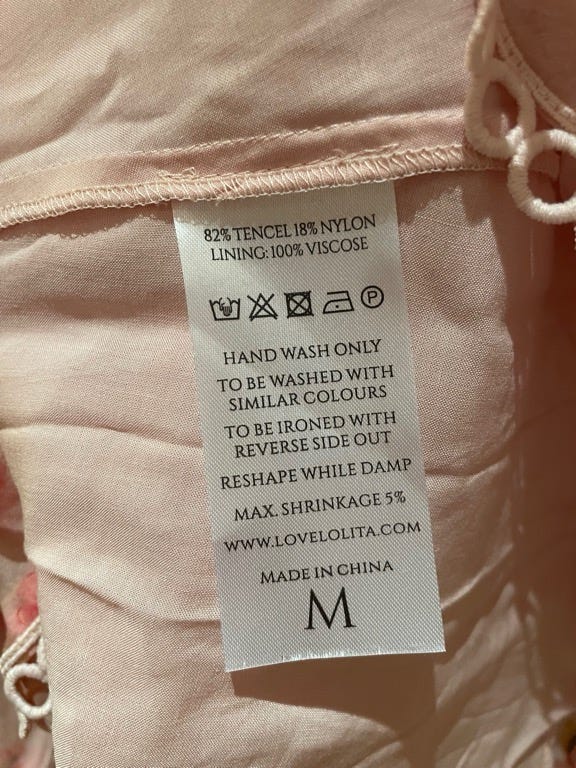 82% TENCEL 18% NYLON
LINING: 100% VISCOSE
P
HAND WASH ONLY
TO BE WASHED WITH
SIMILAR COLOURS
TO BE IRONED WITH
REVERSE SIDE OUT
RESHAPE WHILE DAMP
MAX. SHRINKAGE 5%
WWW.LOVELOLITA.COM
MADE IN CHINA
M